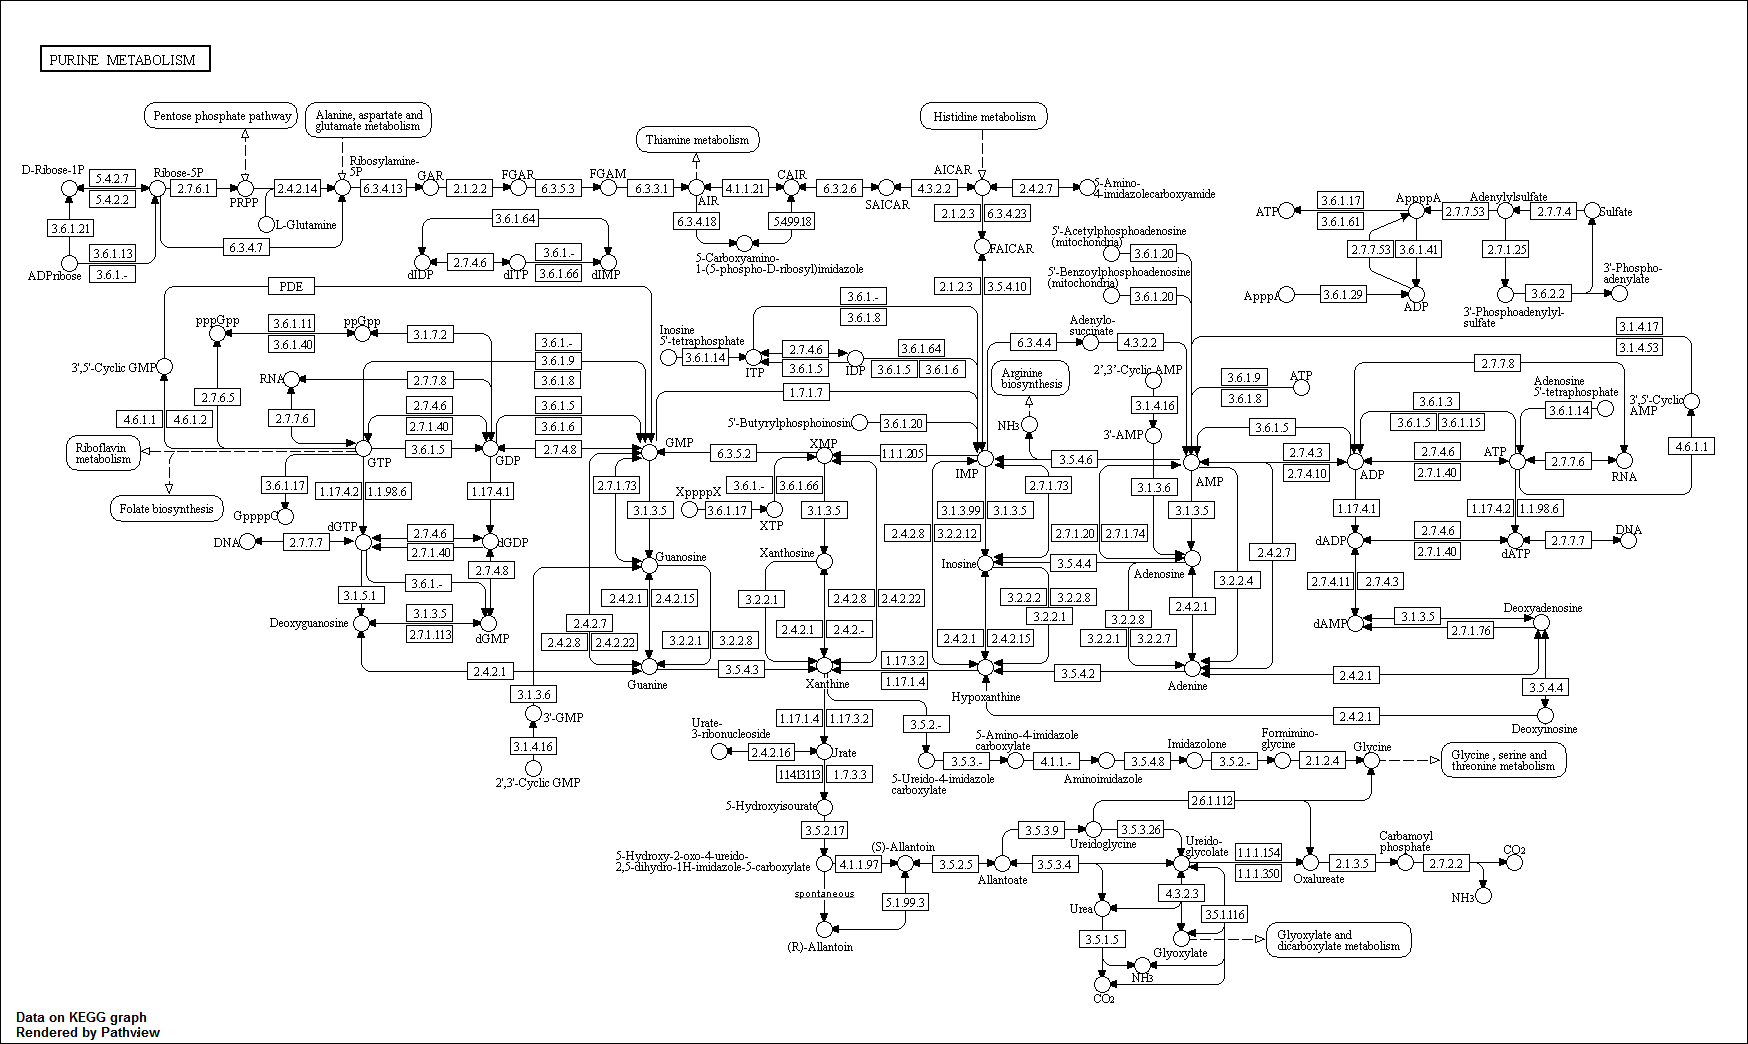 PURINE METABOLISM
Pentose phosphate pathway
Alanine, aspartate and
glutamate metabolism
Thiamine metabolism
Histidine metabolism
D-Ribose-1P
5.4.2.7
5.4.2.2
Ribose-5P
2.7.6.1
PRPP
2.4.2.14
Ribosylamine-
5P
6.3.4.13
GAR
2.1.2.2
FGAR
6.3.5.3
FGAM
6.3.3.1
AIR
4.1.1.21
CAIR
6.3.2.6
SAICAR
4.3.2.2
AICAR
2.4.2.7
5-Amino-
4-imidazolecarboxyamide
3.6.1.21
3.6.1.13
3.6.1.-
ADPribose
L-Glutamine
6.3.4.7
3.6.1.64
dIDP
2.7.4.6
dITP
3.6.1.-
3.6.1.66
dIMP
6.3.4.18
5.4.99.18
5-Carboxyamino-
1-(5-phospho-D-ribosyl)imidazole
2.1.2.3
6.3.4.23
FAICAR
2.1.2.3
3.5.4.10
5'-Acetylphosphoadenosine
(mitochondria)
3.6.1.20
5'-Benzoylphosphoadenosine
(mitochondria)
3.6.1.20
ATP
3.6.1.17
3.6.1.61
AppppA
2.7.7.53
Adenylylsulfate
2.7.7.4
Sulfate
2.7.7.53
3.6.1.41
2.7.1.25
ApppA
3.6.1.29
ADP
3.6.2.2
3'-Phospho-
adenylate
3'-Phosphoadenylyl-
sulfate
PDE
pppGpp
3.6.1.11
3.6.1.40
ppGpp
3.1.7.2
3',5'-Cyclic GMP
RNA
2.7.7.8
2.7.6.5
2.7.7.6
4.6.1.1
4.6.1.2
2.7.4.6
2.7.1.40
3.6.1.5
3.6.1.-
3.6.1.9
3.6.1.8
3.6.1.5
3.6.1.6
2.7.4.8
GTP
GDP
GMP
Riboflavin
metabolism
Folate biosynthesis
3.6.1.17
GppppG
1.17.4.2
1.1.98.6
1.17.4.1
DNA
2.7.7.7
dGTP
2.7.4.6
2.7.1.40
dGDP
3.6.1.-
2.7.4.8
3.1.5.1
Deoxyguanosine
3.1.3.5
2.7.1.113
dGMP
2.4.2.1
Inosine
5'-tetraphosphate
3.6.1.14
ITP
3.6.1.-
3.6.1.8
2.7.4.6
3.6.1.5
IDP
3.6.1.64
3.6.1.5
3.6.1.6
1.7.1.7
5'-Butyrylphosphoinosine
3.6.1.20
6.3.5.2
XMP
1.1.1.205
IMP
2.7.1.73
3.1.3.5
XppppX
3.6.1.17
3.6.1.-
3.6.1.66
XTP
3.1.3.5
Guanosine
Xanthosine
2.4.2.1
2.4.2.15
2.4.2.7
2.4.2.8
2.4.2.22
3.2.2.1
3.2.2.8
Guanine
3.5.4.3
3.2.2.1
2.4.2.8
2.4.2.22
2.4.2.1
2.4.2.-
Xanthine
1.17.3.2
1.17.1.4
Adenylo-
succinate
6.3.4.4
4.3.2.2
Arginine
biosynthesis
NH3
2',3'-Cyclic AMP
3.1.4.16
3'-AMP
3.5.4.6
AMP
3.1.3.6
2.7.1.73
3.1.3.99
3.1.3.5
2.4.2.8
3.2.2.12
2.7.1.20
2.7.1.74
3.1.3.5
2.4.2.7
Inosine
3.5.4.4
Adenosine
3.2.2.4
3.2.2.2
3.2.2.8
3.2.2.1
2.4.2.1
2.4.2.15
3.2.2.8
3.2.2.1
3.2.2.7
2.4.2.1
3.5.4.2
Hypoxanthine
Adenine
3.6.1.9
3.6.1.8
ATP
3.1.4.17
3.1.4.53
2.7.7.8
Adenosine
5'-tetraphosphate
3.6.1.14
3',5'-Cyclic
AMP
3.6.1.3
3.6.1.5
3.6.1.15
3.6.1.5
2.7.4.3
2.7.4.10
ADP
2.7.4.6
2.7.1.40
ATP
2.7.7.6
RNA
4.6.1.1
1.17.4.1
1.17.4.2
1.1.98.6
dADP
2.7.4.6
2.7.1.40
dATP
2.7.7.7
DNA
2.7.4.11
2.7.4.3
dAMP
3.1.3.5
2.7.1.76
Deoxyadenosine
2.4.2.1
3.5.4.4
2.4.2.1
Deoxyinosine
3.1.3.6
3'-GMP
3.1.4.16
2',3'-Cyclic GMP
Urate-
3-ribonucleoside
2.4.2.16
1.17.1.4
1.17.3.2
Urate
11413113
1.7.3.3
5-Hydroxyisourate
3.5.2.17
5-Hydroxy-2-oxo-4-ureido-
2,5-dihydro-1H-imidazole-5-carboxylate
4.1.1.97
(S)-Allantoin
spontaneous
5.1.99.3
(R)-Allantoin
3.5.2.-
5-Ureido-4-imidazole
carboxylate
3.5.3.-
5-Amino-4-imidazole
carboxylate
4.1.1.-
Aminoimidazole
3.5.4.8
Imidazolone
3.5.2.-
Formimino-
glycine
2.1.2.4
Glycine
Glycine , serine and
threonine metabolism
2.6.1.112
3.5.3.9
Ureidoglycine
3.5.3.26
Ureido-
glycolate
3.5.2.5
Allantoate
3.5.3.4
1.1.1.154
1.1.1.350
Oxalureate
2.1.3.5
Carbamoyl
phosphate
2.7.2.2
CO2
NH3
4.3.2.3
Urea
3.5.1.116
3.5.1.5
Glyoxylate
Glyoxylate and
dicarboxylate metabolism
NH3
CO2
Data on KEGG graph
Rendered by Pathview